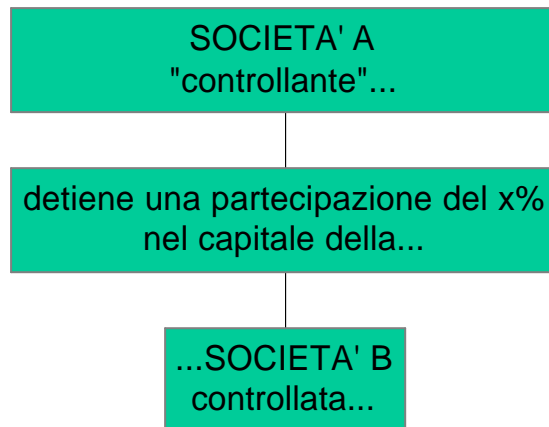 SOCIETA' A
"controllante"...
detiene una partecipazione del x%
nel capitale della...
...SOCIETA' B
controllata...